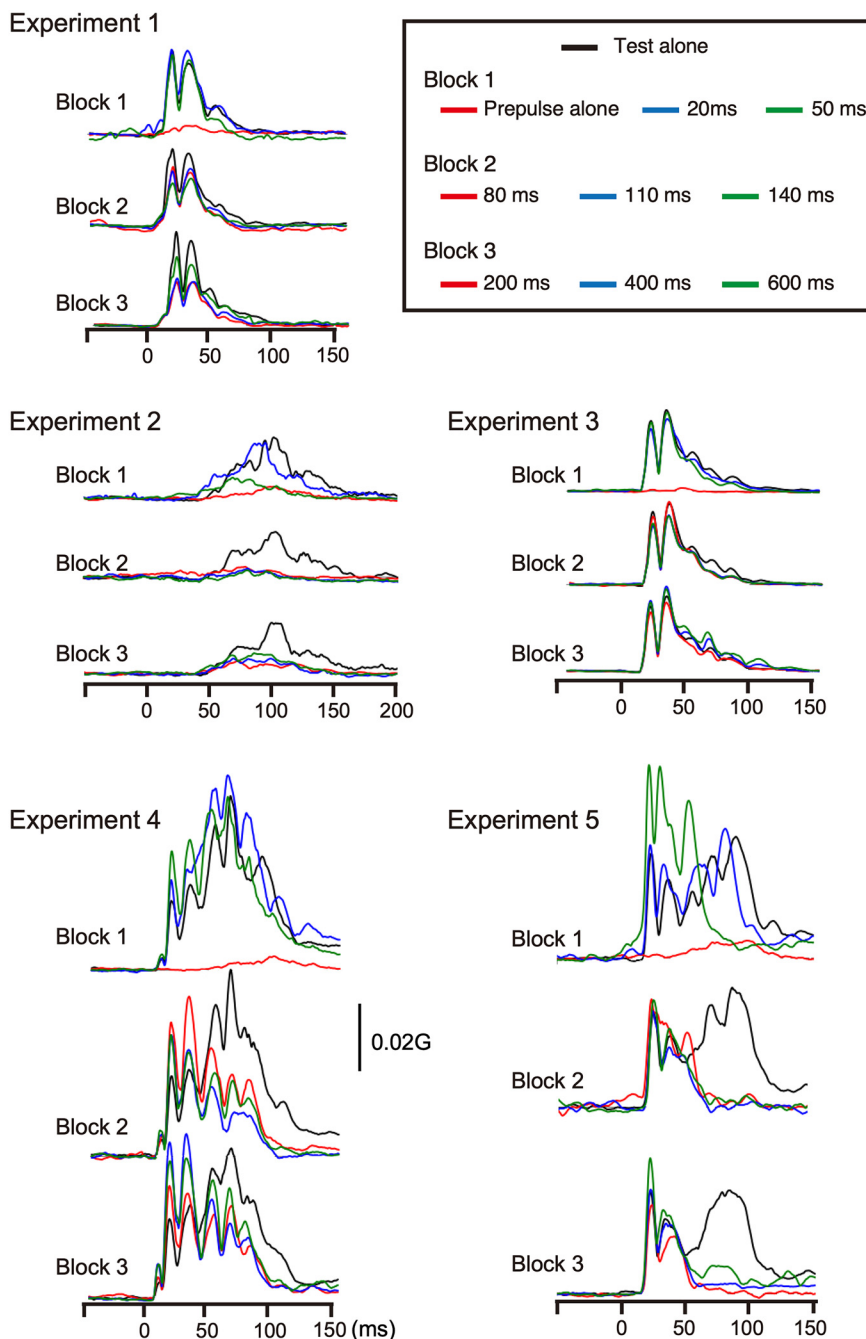 Experiment 1
Block 1
Block 2
Block 3
0 50 100 150
Test alone
Block 1
Prepulse alone 20ms 50 ms
Block 2
80 ms 110 ms 140 ms
Block 3
200 ms 400 ms 600 ms
Experiment 2
Block 1
Block 2
Block 3
0 50 100 150 200
Experiment 3
Block 1
Block 2
Block 3
0 50 100 150
Experiment 4
Block 1
Block 2
0.02G
Block 3
0 50 100 150 (ms)
Experiment 5
Block 1
Block 2
Block 3
0 50 100 150